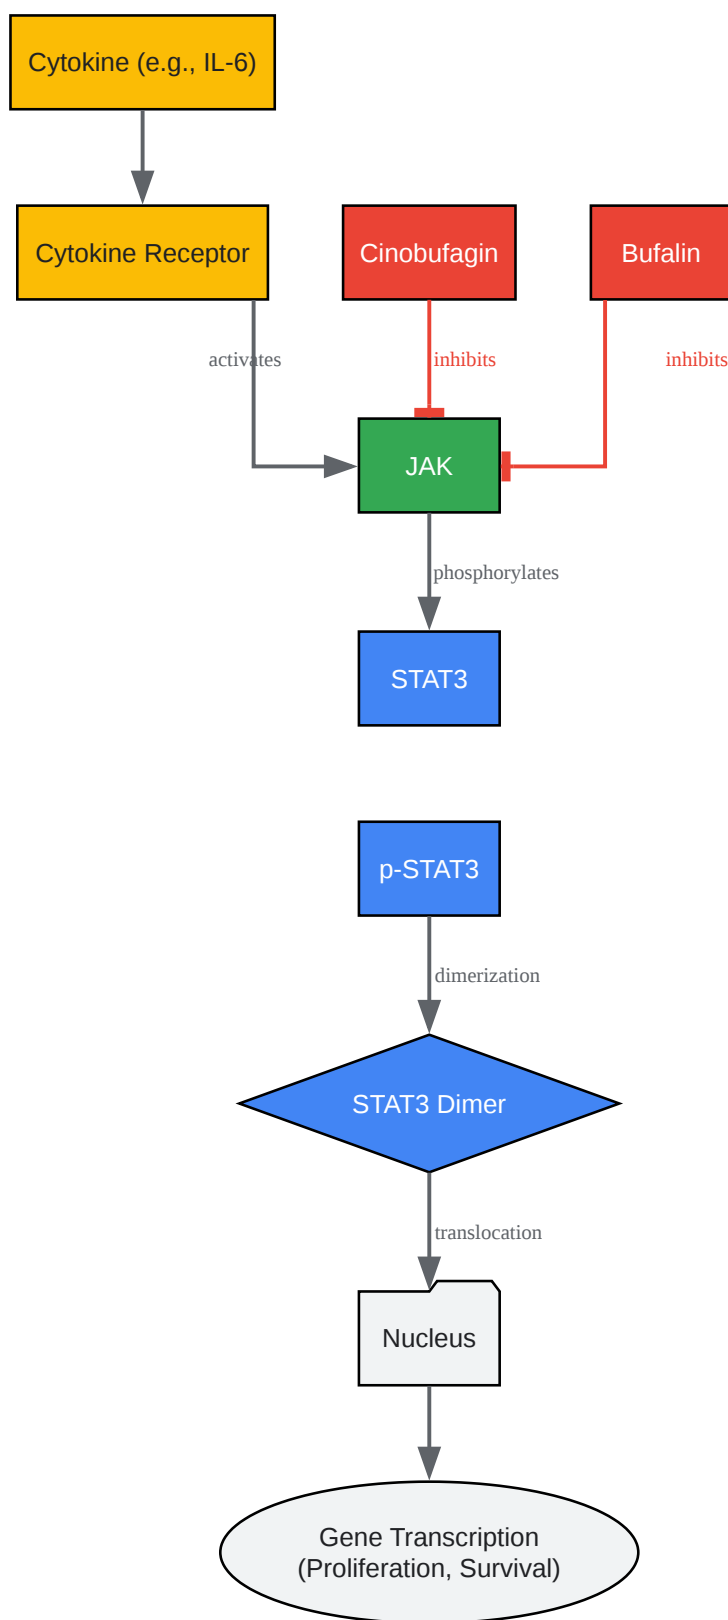 Cytokine (e.g., IL-6)
Cytokine Receptor
Cinobufagin
Bufalin
activates
inhibits
inhibits
JAK
phosphorylates
STAT3
p-STAT3
dimerization
STAT3 Dimer
translocation
Nucleus
Gene Transcription
(Proliferation, Survival)